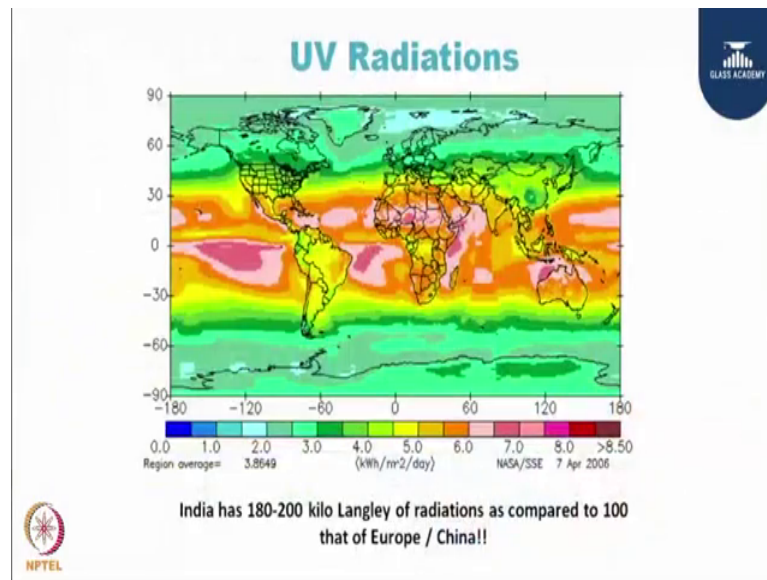 UV Radiations
GLASS ACADEMY
90
60
30
0
-30
-60
-90
-180 -120 -60 0 60 120 180
0.0 1.0 2.0 3.0 4.0 5.0 6.0 7.0 8.0 >8.50
Region average= 3.8649 (kWh/m^2/day) NASA/SSE 7 Apr 2006
India has 180-200 kilo Langley of radiations as compared to 100
that of Europe / China!!
NPTEL